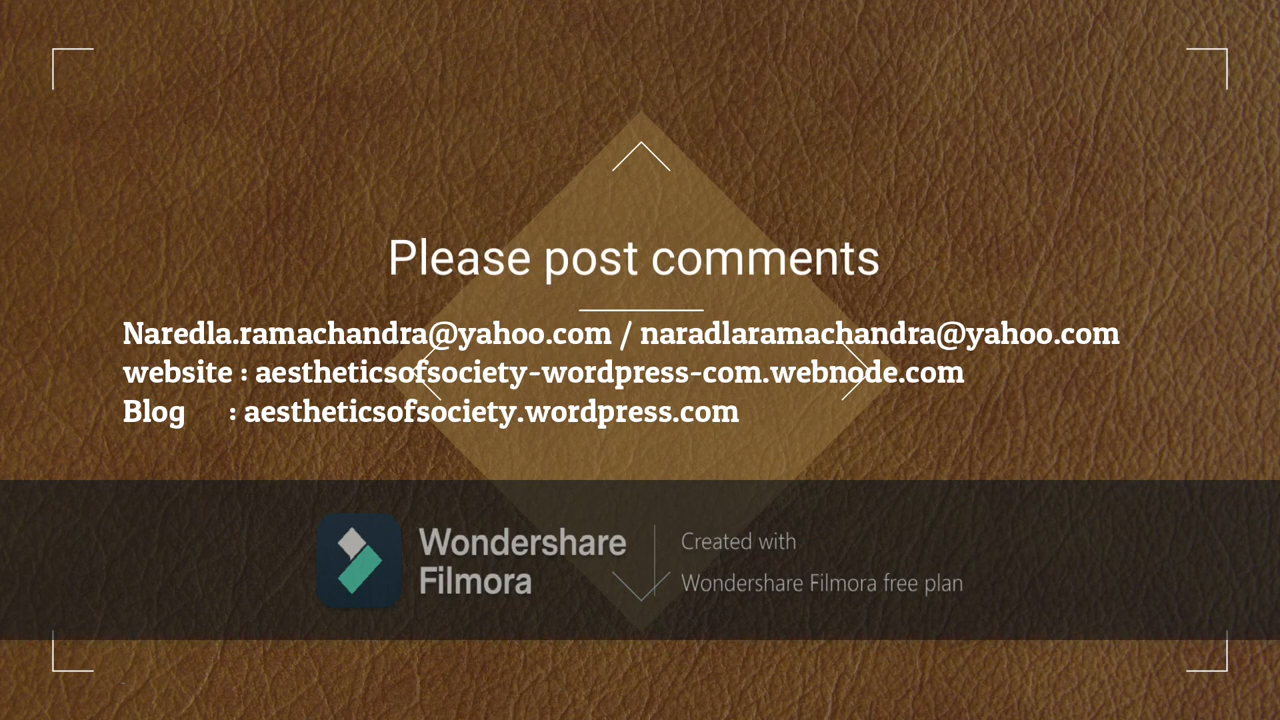 Please post comments
Naredla.ramachandra@yahoo.com / naradlaramachandra@yahoo.com
website : aestheticsofsociety-wordpress-com.webnode.com
Blog : aestheticsofsociety.wordpress.com
Wondershare
Filmora
Created with
Wondershare Filmora free plan